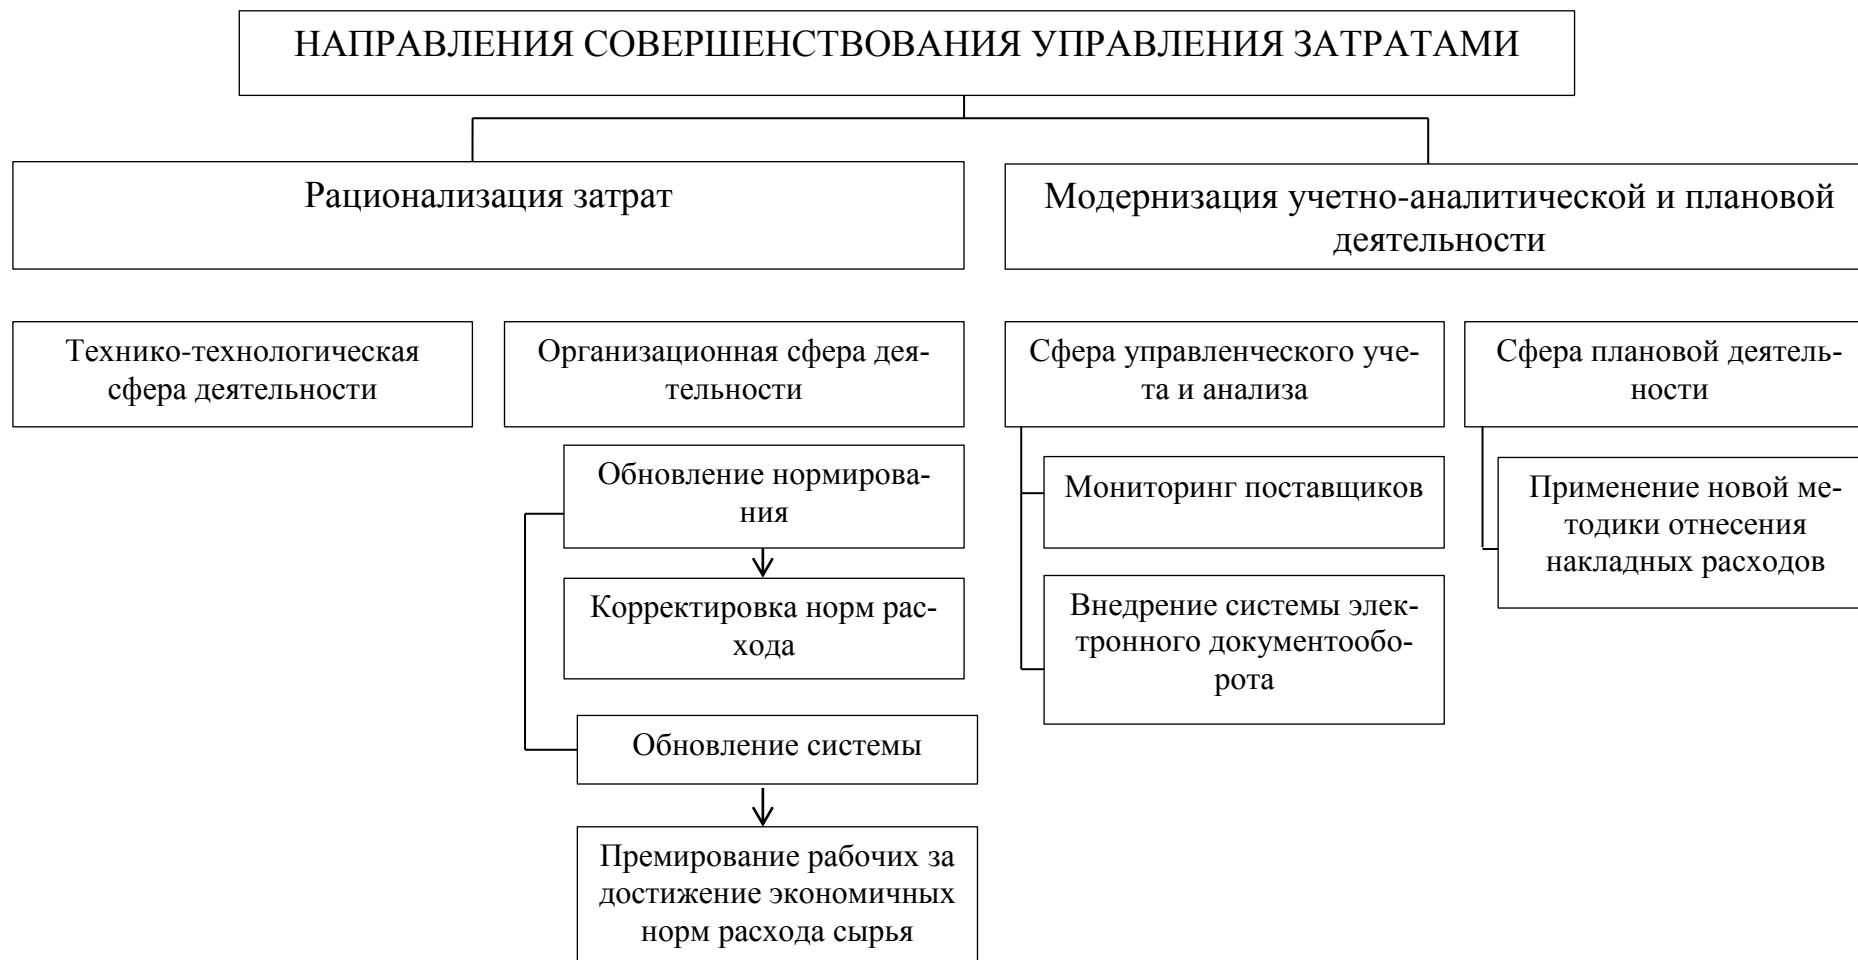 НАПРАВЛЕНИЯ СОВЕРШЕНСТВОВАНИЯ УПРАВЛЕНИЯ ЗАТРАТАМИ
Рационализация затрат
Модернизация учетно-аналитической и плановой
деятельности
Технико-технологическая
сфера деятельности
Организационная сфера дея-
тельности
Сфера управленческого уче-
та и анализа
Сфера плановой деятель-
ности
Обновление нормирова-
ния
Корректировка норм рас-
хода
Обновление системы
Премирование рабочих за
достижение экономичных
норм расхода сырья
Мониторинг поставщиков
Внедрение системы элек-
тронного документообо-
рота
Применение новой ме-
тодики отнесения
накладных расходов